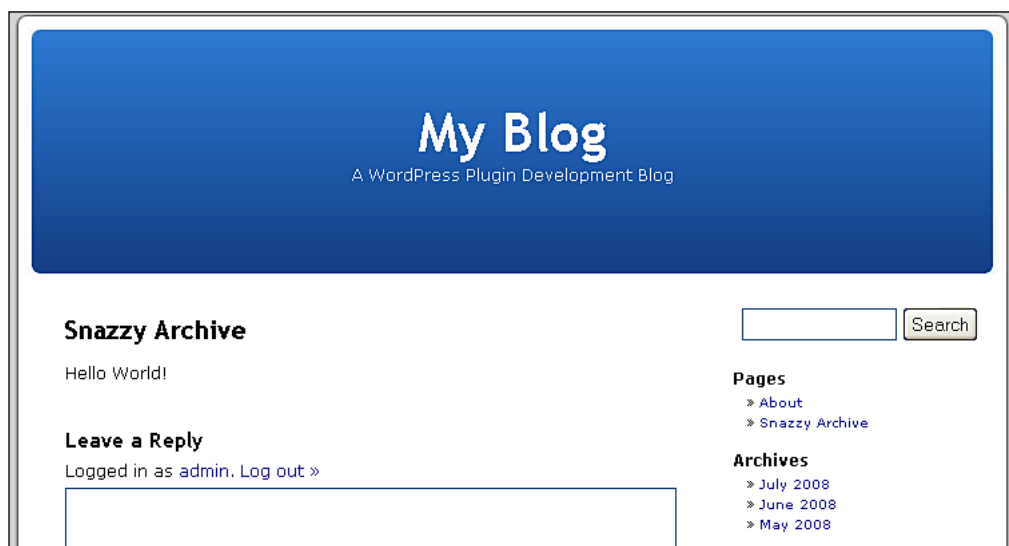 My Blog
A WordPress Plugin Development Blog
Snazzy Archive
Hello World!
Leave a Reply
Logged in as admin. Log out »
Search
Pages
» About
» Snazzy Archive
Archives
» July 2008
» June 2008
» May 2008